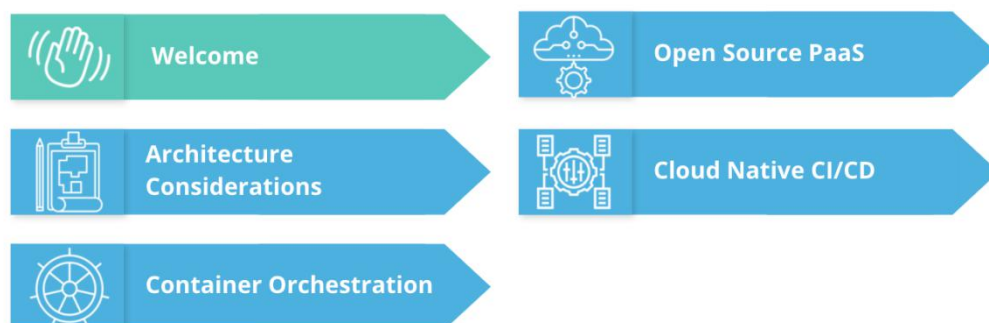 Welcome
Architecture
Considerations
Container Orchestration
Open Source PaaS
Cloud Native CI/CD